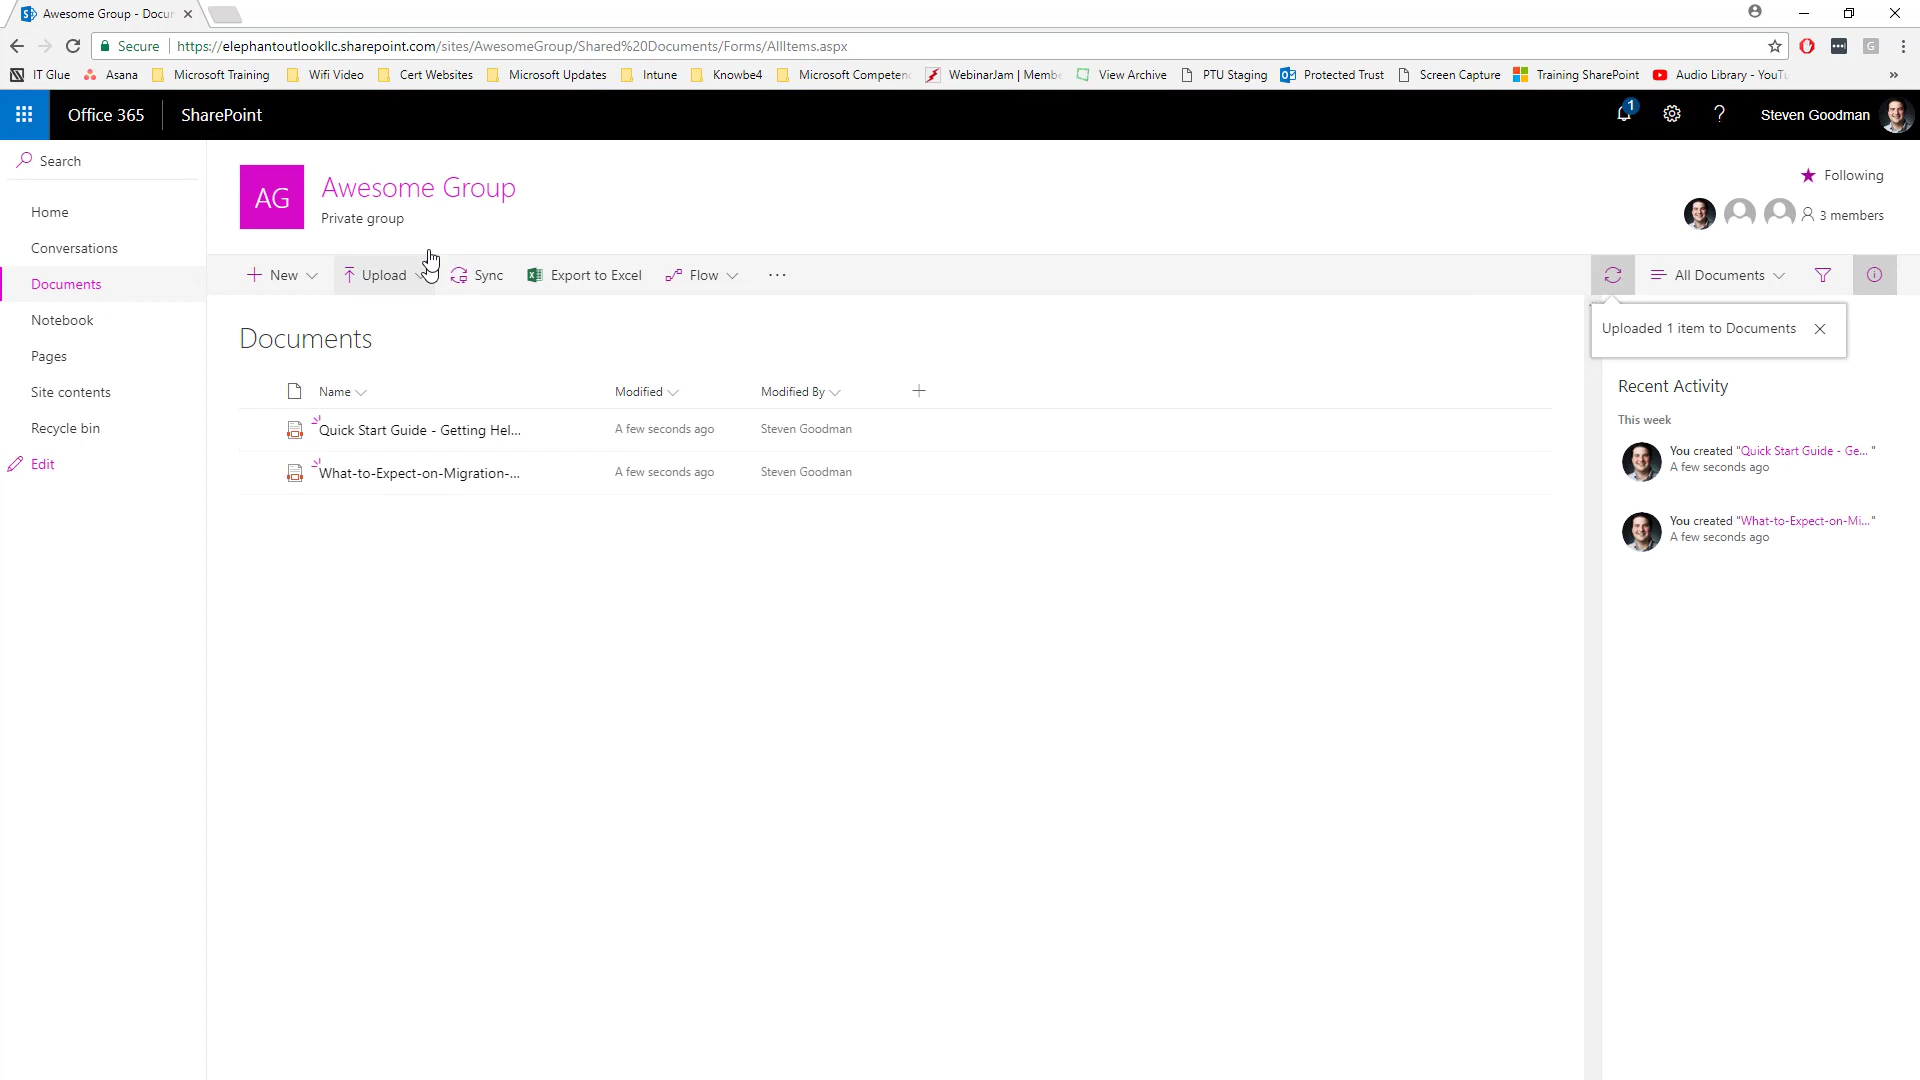 Awesome Group - Docu
Secure
https://elephantoutlookllc.sharepoint.com/sites/AwesomeGroup/Shared%20Documents/Forms/AllItems.aspx
IT Glue
Asana
Microsoft Training
Wifi Video
Cert Websites
Microsoft Updates
Intune
Knowbe4
Microsoft Competenc
WebinarJam | Membe
View Archive
PTU Staging
Protected Trust
Screen Capture
Training SharePoint
Audio Library - YouTu
»
Office 365
SharePoint
1
?
Steven Goodman
Search
Home
Conversations
Documents
Notebook
Pages
Site contents
Recycle bin
Edit
AG
Awesome Group
Private group
Following
3 members
New
Upload
Sync
Export to Excel
Flow
...
All Documents
Uploaded 1 item to Documents
Documents
Name
Modified
Modified By
Quick Start Guide - Getting Hel...
A few seconds ago
Steven Goodman
What-to-Expect-on-Migration-...
A few seconds ago
Steven Goodman
Recent Activity
This week
You created "Quick Start Guide - Ge... "
A few seconds ago
You created "What-to-Expect-on-Mi... "
A few seconds ago